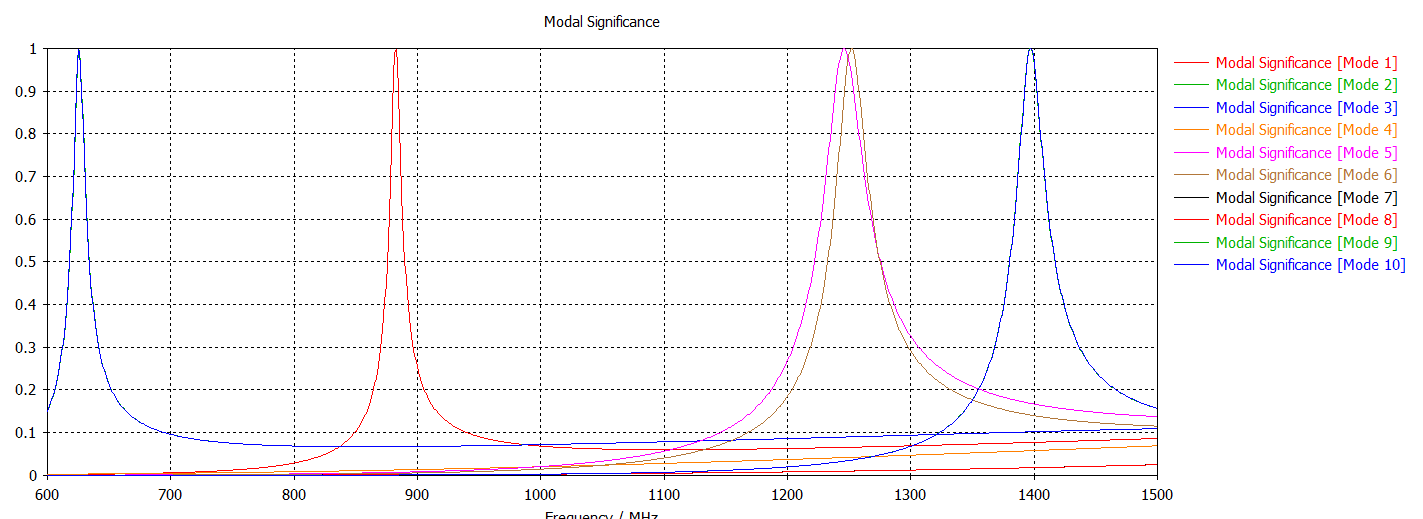 Modal Significance
1
0.9
0.8
0.7
0.6
0.5
0.4
0.3
0.2
0.1
0
600 700 800 900 1000 1100 1200 1300 1400 1500
Frequency / MHz
Modal Significance [Mode 1]
Modal Significance [Mode 2]
Modal Significance [Mode 3]
Modal Significance [Mode 4]
Modal Significance [Mode 5]
Modal Significance [Mode 6]
Modal Significance [Mode 7]
Modal Significance [Mode 8]
Modal Significance [Mode 9]
Modal Significance [Mode 10]